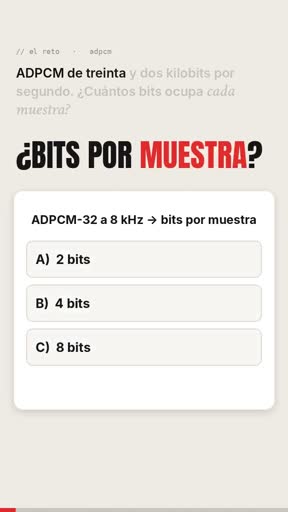 // el reto · adpcm
ADPCM de treinta y dos kilobits por
segundo. ¿Cuántos bits ocupa cada
muestra?
¿BITS POR MUESTRA?
ADPCM-32 a 8 kHz → bits por muestra
A) 2 bits
B) 4 bits
C) 8 bits